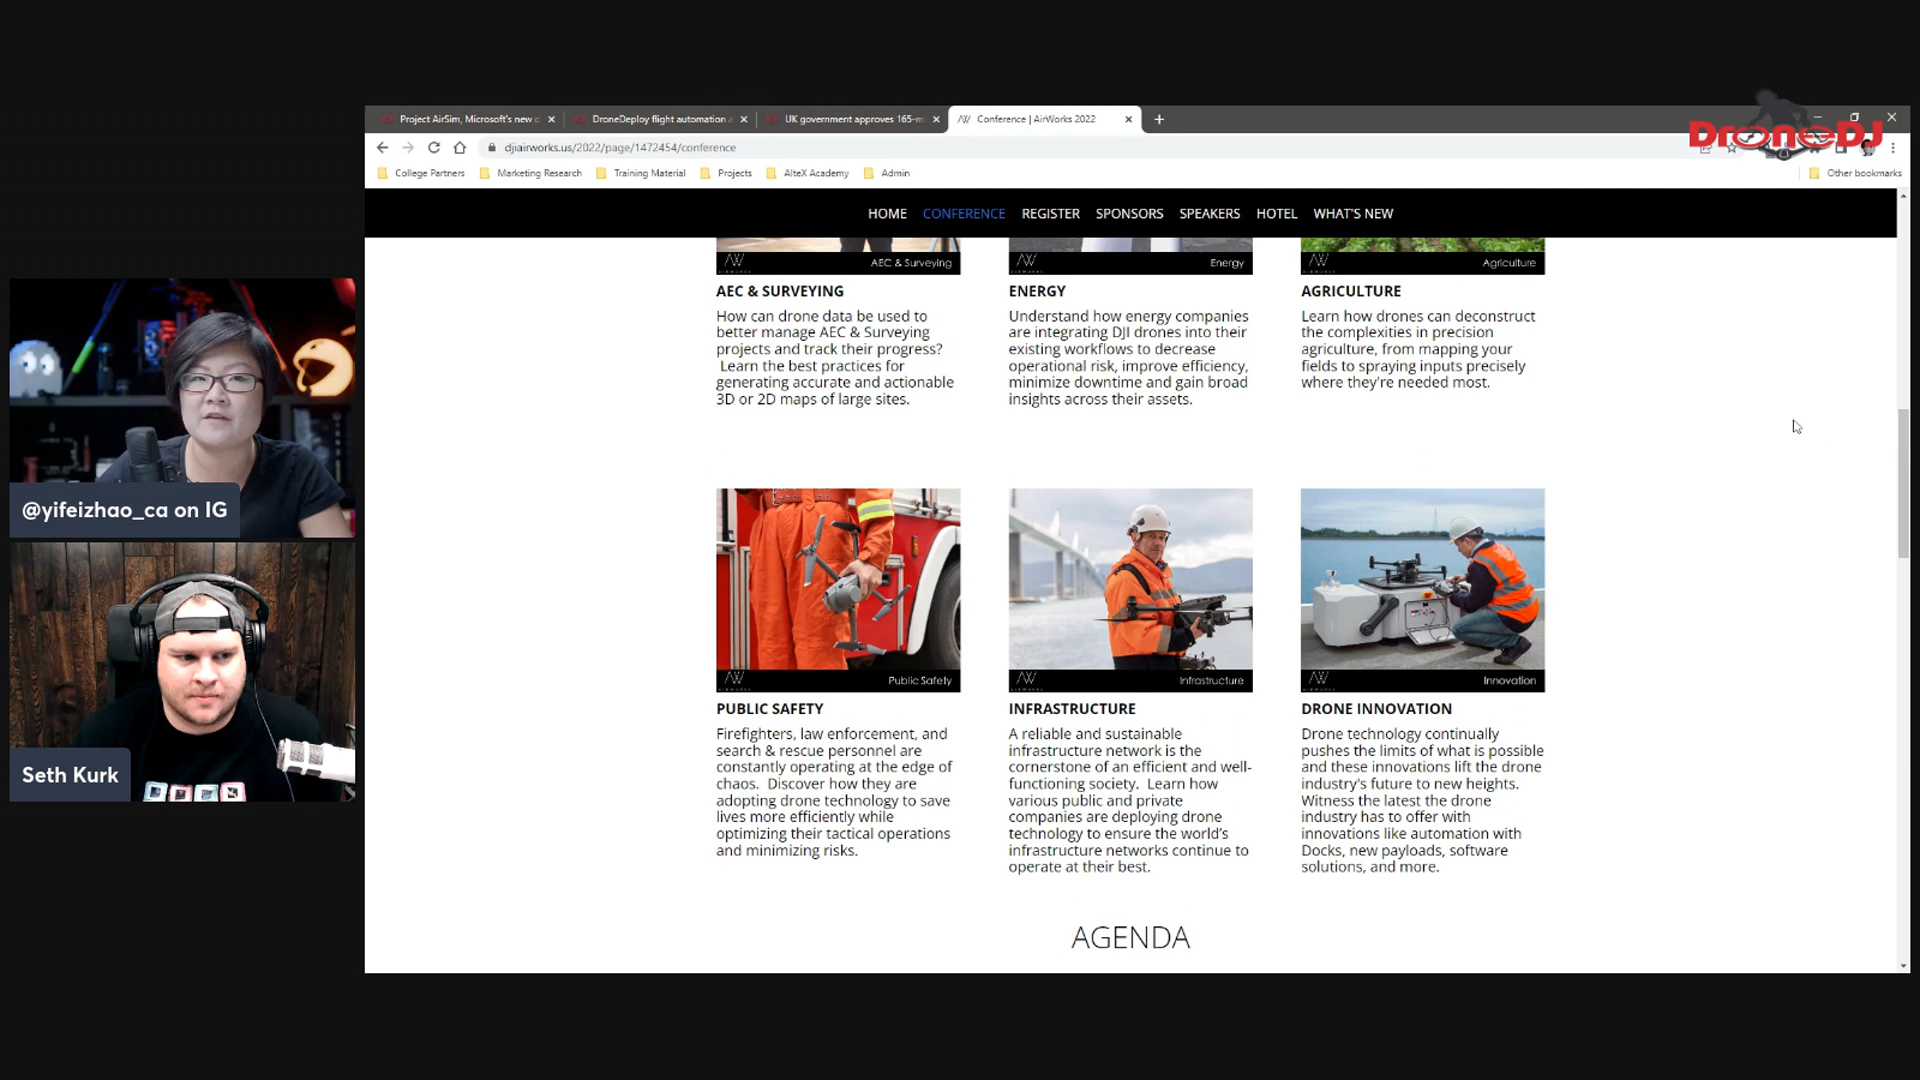 DroneDJ
Project AirSim, Microsoft's new d
DroneDeploy flight automation a
UK government approves 165-m
Conference | AirWorks 2022
djiairworks.us/2022/page/1472454/conference
College Partners
Marketing Research
Training Material
Projects
AlteX Academy
Admin
Other bookmarks
HOME CONFERENCE REGISTER SPONSORS SPEAKERS HOTEL WHAT'S NEW
AEC & Surveying
AEC & SURVEYING
How can drone data be used to
better manage AEC & Surveying
projects and track their progress?
Learn the best practices for
generating accurate and actionable
3D or 2D maps of large sites.
Energy
ENERGY
Understand how energy companies
are integrating DJI drones into their
existing workflows to decrease
operational risk, improve efficiency,
minimize downtime and gain broad
insights across their assets.
Agriculture
AGRICULTURE
Learn how drones can deconstruct
the complexities in precision
agriculture, from mapping your
fields to spraying inputs precisely
where they're needed most.
Public Safety
PUBLIC SAFETY
Firefighters, law enforcement, and
search & rescue personnel are
constantly operating at the edge of
chaos. Discover how they are
adopting drone technology to save
lives more efficiently while
optimizing their tactical operations
and minimizing risks.
Infrastructure
INFRASTRUCTURE
A reliable and sustainable
infrastructure network is the
cornerstone of an efficient and well-
functioning society. Learn how
various public and private
companies are deploying drone
technology to ensure the world's
infrastructure networks continue to
operate at their best.
Innovation
DRONE INNOVATION
Drone technology continually
pushes the limits of what is possible
and these innovations lift the drone
industry's future to new heights.
Witness the latest the drone
industry has to offer with
innovations like automation with
Docks, new payloads, software
solutions, and more.
AGENDA
@yifeizhao_ca on IG
Seth Kurk